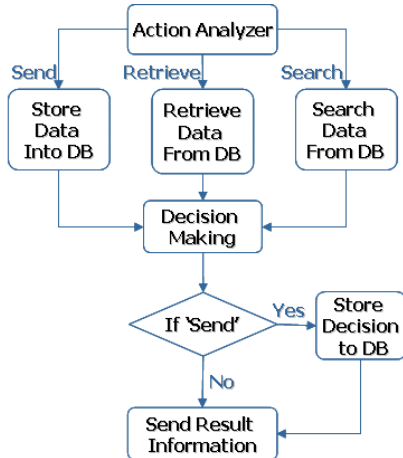 Action Analyzer
Send
Retrieve
Search
Store
Data
Into DB
Retrieve
Data
From DB
Search
Data
From DB
Decision
Making
If ‘Send’
Yes
Store
Decision
to DB
No
Send Result
Information